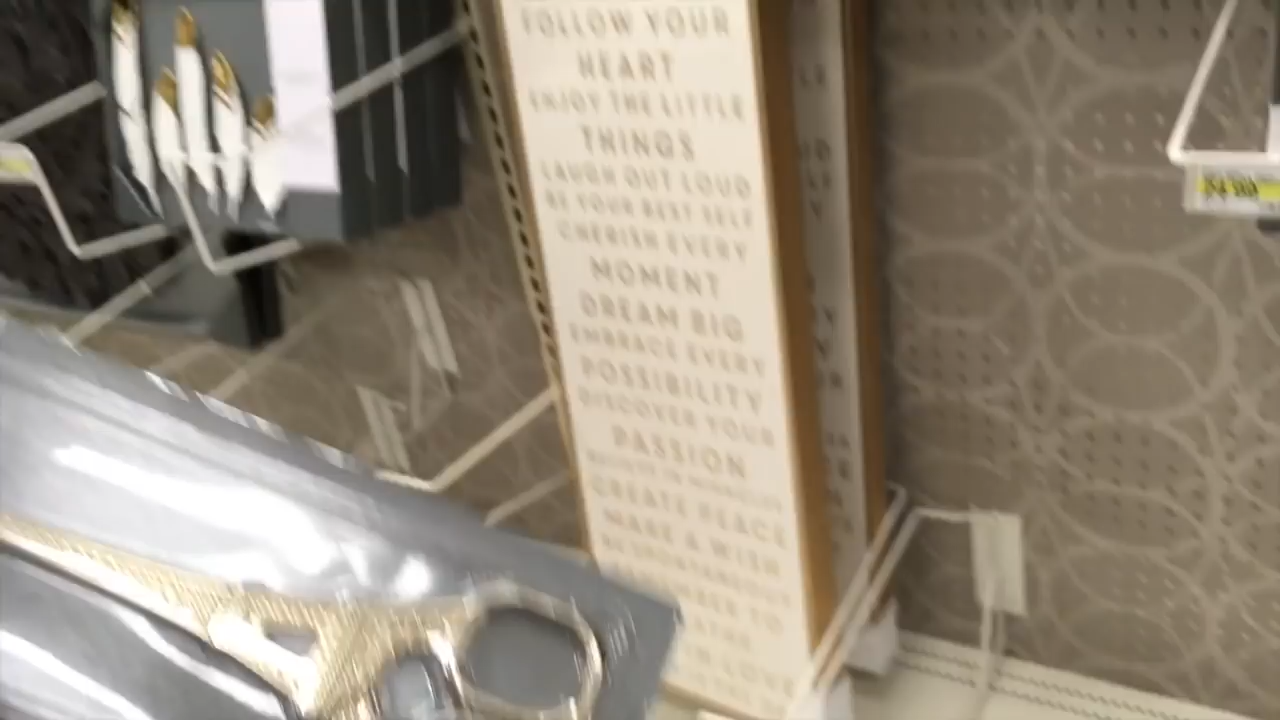 FOLLOW YOUR
HEART
ENJOY THE LITTLE
THINGS
LAUGH OUT LOUD
BE YOUR BEST SELF
CHERISH EVERY
MOMENT
DREAM BIG
EMBRACE EVERY
POSSIBILITY
DISCOVER YOUR
PASSION
CREATE PEACE
MAKE A WISH